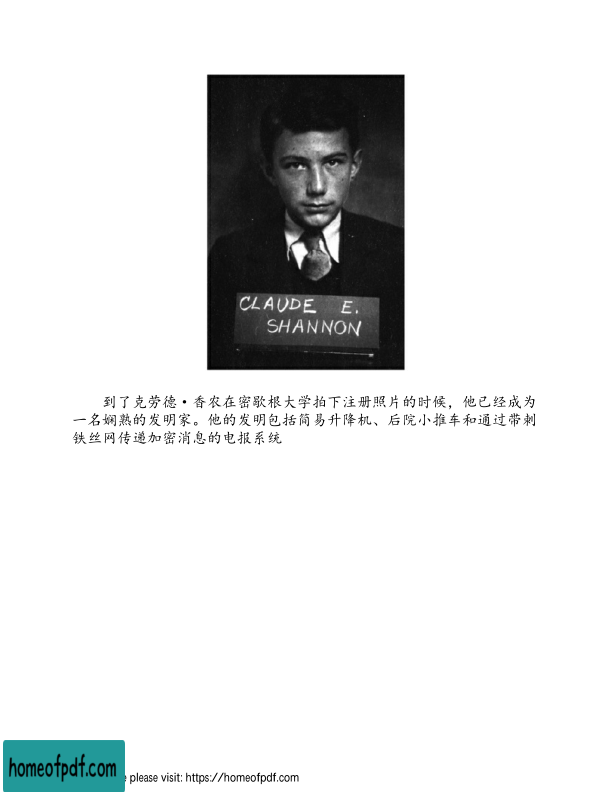 CLAUDE E.
SHANNON
到了克劳德·香农在密歇根大学拍下注册照片的时候，他已经成为
一名娴熟的发明家。他的发明包括简易升降机、后院小推车和通过带刺
铁丝网传递加密消息的电报系统
homeofpdf.com
please visit: https://homeofpdf.com